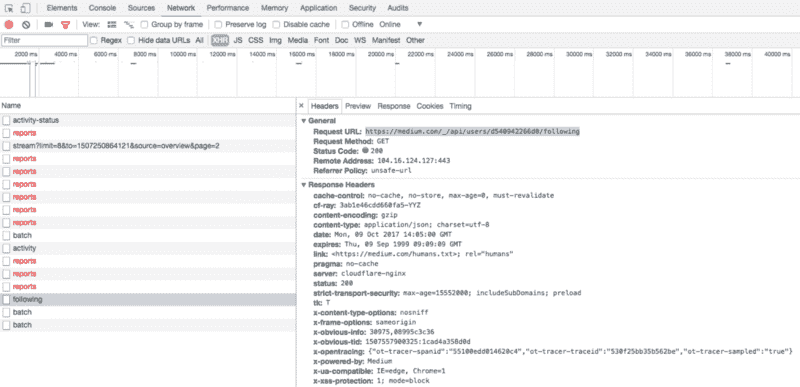 Elements Console Sources Network Performance Memory Application Security Audits
View: Group by frame Preserve log Disable cache Offline Online
Filter Regex Hide data URLs All XHR JS CSS Img Media Font Doc WS Manifest Other
2000 ms 4000 ms 6000 ms 8000 ms 10000 ms 12000 ms 14000 ms 16000 ms 18000 ms 20000 ms 22000 ms 24000 ms 26000 ms 28000 ms 30000 ms 32000 ms 34000 ms 36000 ms 38000 ms 40000 ms
Name
activity-status
reports
stream?limit=8&to=1507250864121&source=overview&page=2
reports
reports
reports
reports
reports
batch
activity
reports
reports
reports
following
batch
batch
× Headers Preview Response Cookies Timing
▼ General
Request URL: https://medium.com/_/api/users/d540942266d0/following
Request Method: GET
Status Code: 200
Remote Address: 104.16.124.127:443
Referrer Policy: unsafe-url
▼ Response Headers
cache-control: no-cache, no-store, max-age=0, must-revalidate
cf-ray: 3ab1e46cdd660fa5-YYZ
content-encoding: gzip
content-type: application/json; charset=utf-8
date: Mon, 09 Oct 2017 14:05:00 GMT
expires: Thu, 09 Sep 1999 09:09:09 GMT
link: <https://medium.com/humans.txt>; rel="humans"
pragma: no-cache
server: cloudflare-nginx
status: 200
strict-transport-security: max-age=15552000; includeSubDomains; preload
tk: T
x-content-type-options: nosniff
x-frame-options: sameorigin
x-obvious-info: 30975,08995c3c36
x-obvious-tid: 1507557900325:1cad4a358d0d
x-opentracing: {"ot-tracer-spanid":"55100edd014620c4","ot-tracer-traceid":"530f25bb35b562be","ot-tracer-sampled":"true"}
x-powered-by: Medium
x-ua-compatible: IE=edge, Chrome=1
x-xss-protection: 1; mode=block